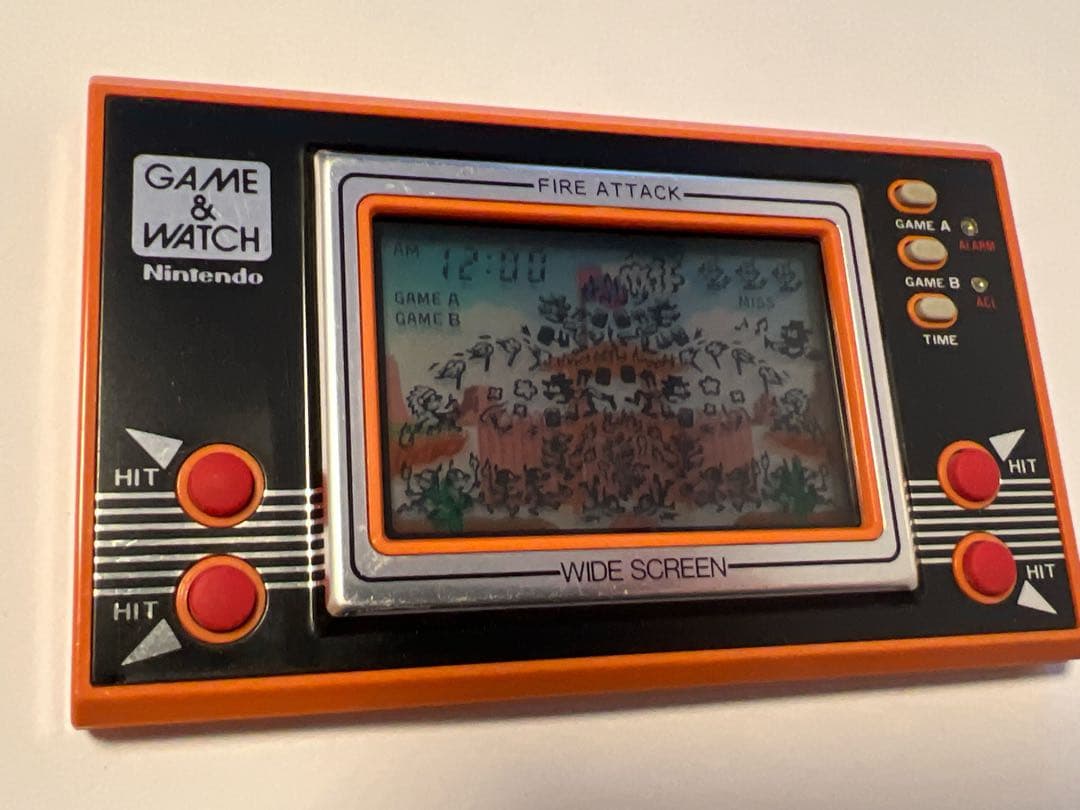 GAME
&
WATCH
Nintendo
FIRE ATTACK
AM 12:00
GAME A
GAME B
MISS
GAME A
ALARM
GAME B
ACL
TIME
HIT
HIT
HIT
HIT
WIDE SCREEN